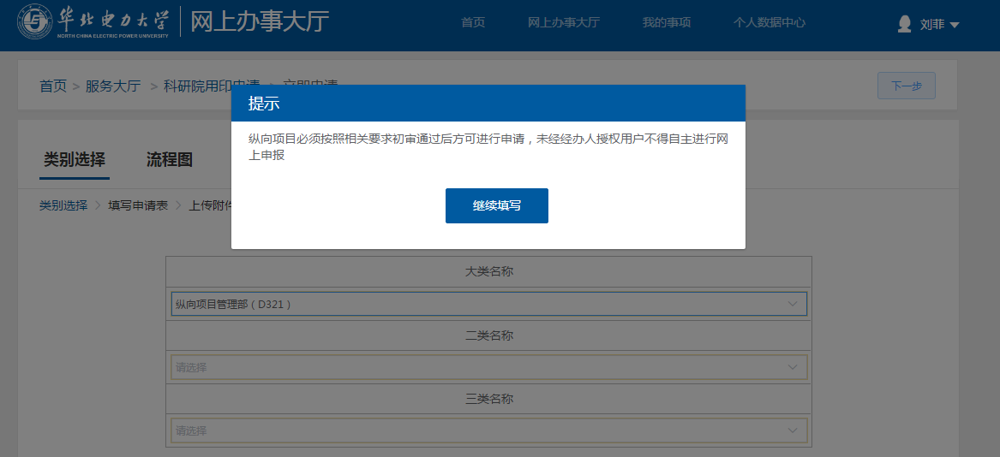 华北电力大学
NORTH CHINA ELECTRIC POWER UNIVERSITY
网上办事大厅
首页 网上办事大厅 我的事项 个人数据中心
刘菲
首页 > 服务大厅 > 科研院用印申请 > 立即申请
下一步
提示
纵向项目必须按照相关要求初审通过后方可进行申请，未经经办人授权用户不得自主进行网
上申报
继续填写
类别选择 流程图
类别选择 > 填写申请表 > 上传附件
大类名称
纵向项目管理部（D321）
二类名称
请选择
三类名称
请选择